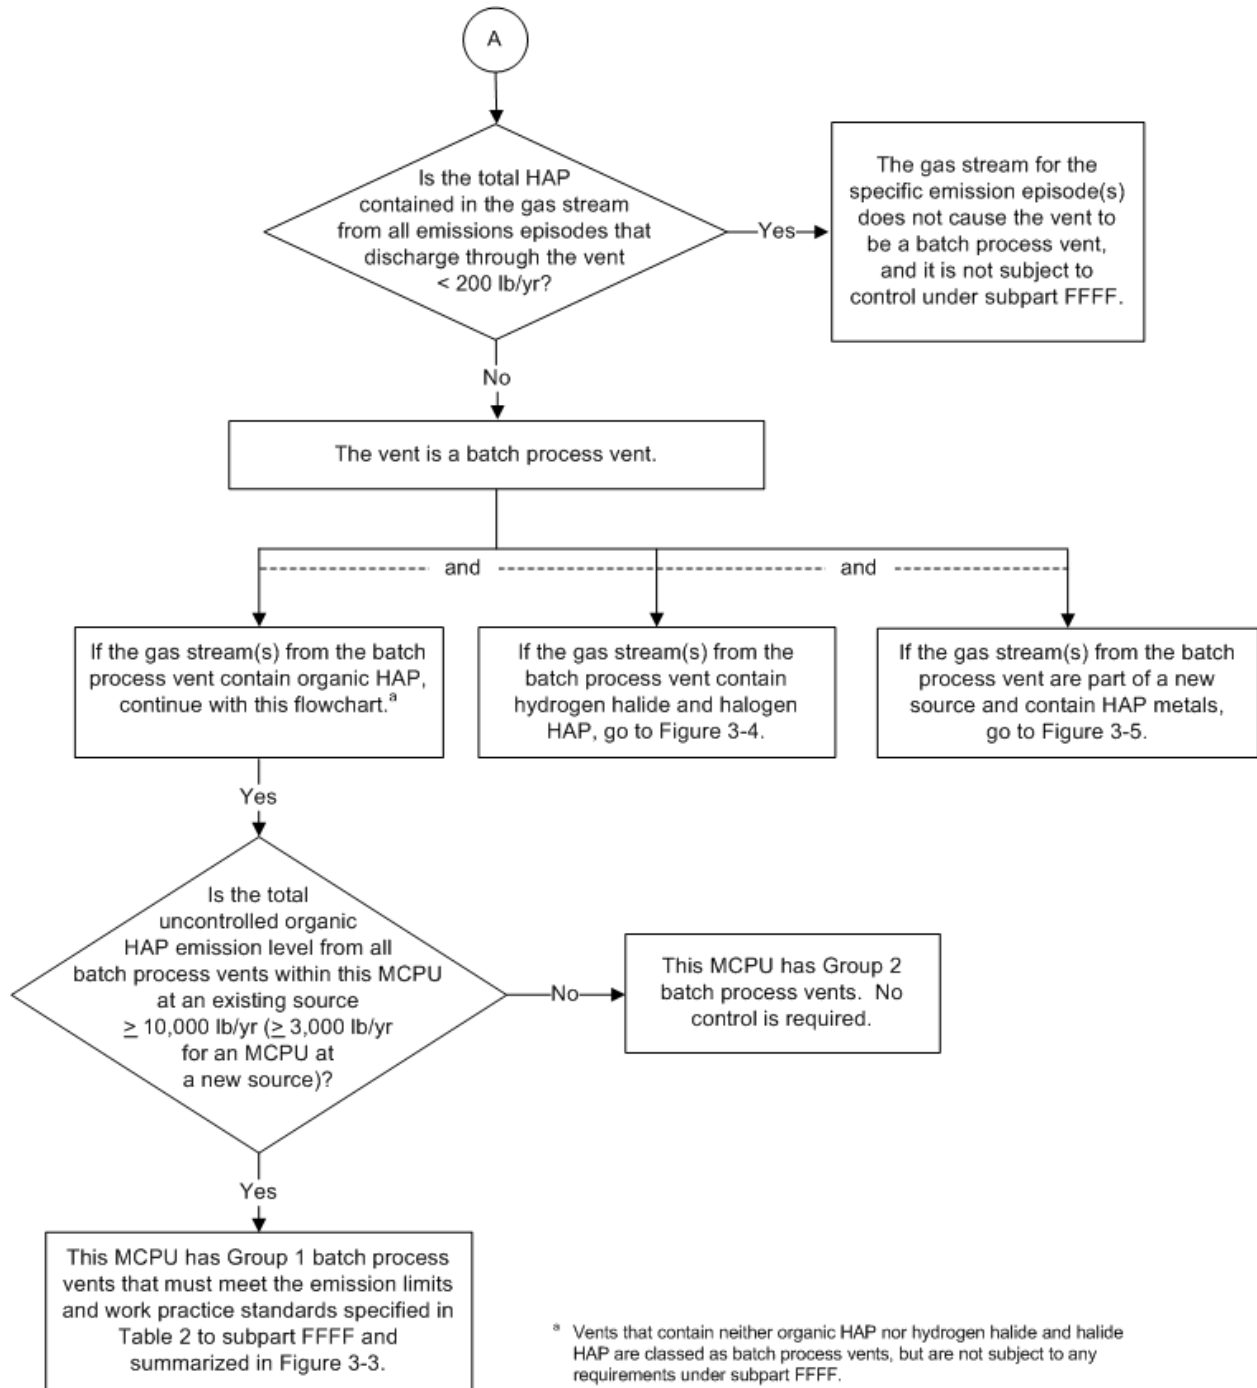 A
Is the total HAP
contained in the gas stream
from all emissions episodes that
discharge through the vent
< 200 lb/yr?
Yes
The gas stream for the
specific emission episode(s)
does not cause the vent to
be a batch process vent,
and it is not subject to
control under subpart FFFF.
No
The vent is a batch process vent.
and
and
If the gas stream(s) from the batch
process vent contain organic HAP,
continue with this flowchart.a
If the gas stream(s) from the
batch process vent contain
hydrogen halide and halogen
HAP, go to Figure 3-4.
If the gas stream(s) from the batch
process vent are part of a new
source and contain HAP metals,
go to Figure 3-5.
Yes
Is the total
uncontrolled organic
HAP emission level from all
batch process vents within this MCPU
at an existing source
≥ 10,000 lb/yr (≥ 3,000 lb/yr
for an MCPU at
a new source)?
No
This MCPU has Group 2
batch process vents. No
control is required.
Yes
This MCPU has Group 1 batch process
vents that must meet the emission limits
and work practice standards specified in
Table 2 to subpart FFFF and
summarized in Figure 3-3.
a Vents that contain neither organic HAP nor hydrogen halide and halide
HAP are classed as batch process vents, but are not subject to any
requirements under subpart FFFF.